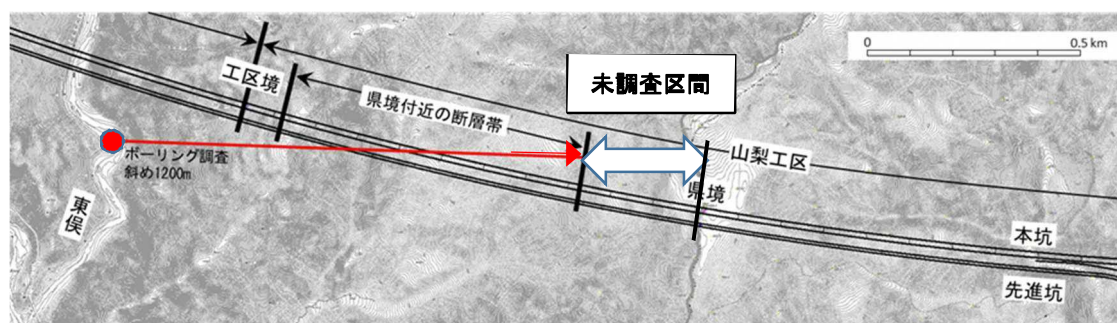 0
0.5 km
未調査区間
工区境
県境付近の断層帯
山梨工区
ボーリング調査
斜め1200m
東俣
県境
本坑
先進坑